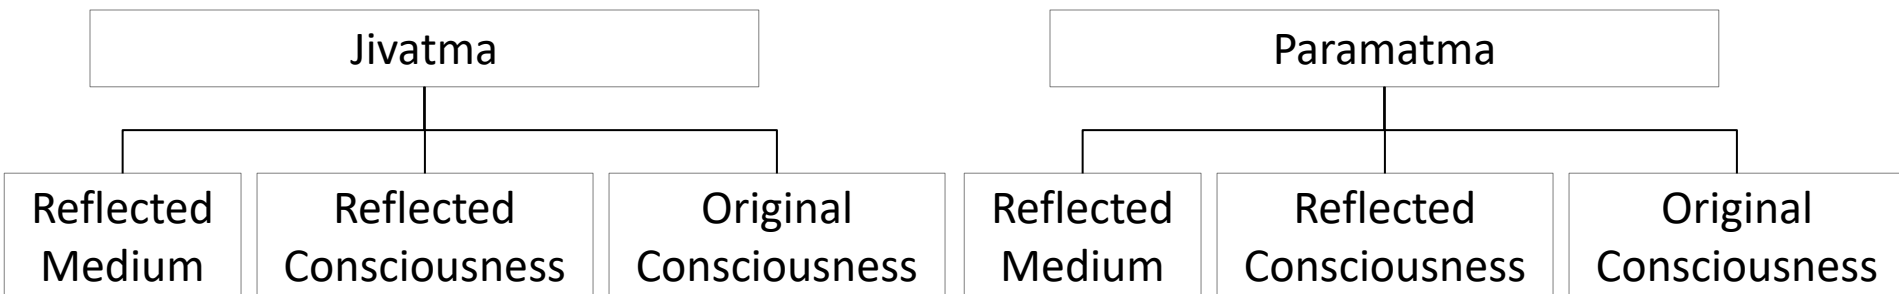 Jivatma
Paramatma
Reflected
Medium
Reflected
Consciousness
Original
Consciousness
Reflected
Medium
Reflected
Consciousness
Original
Consciousness